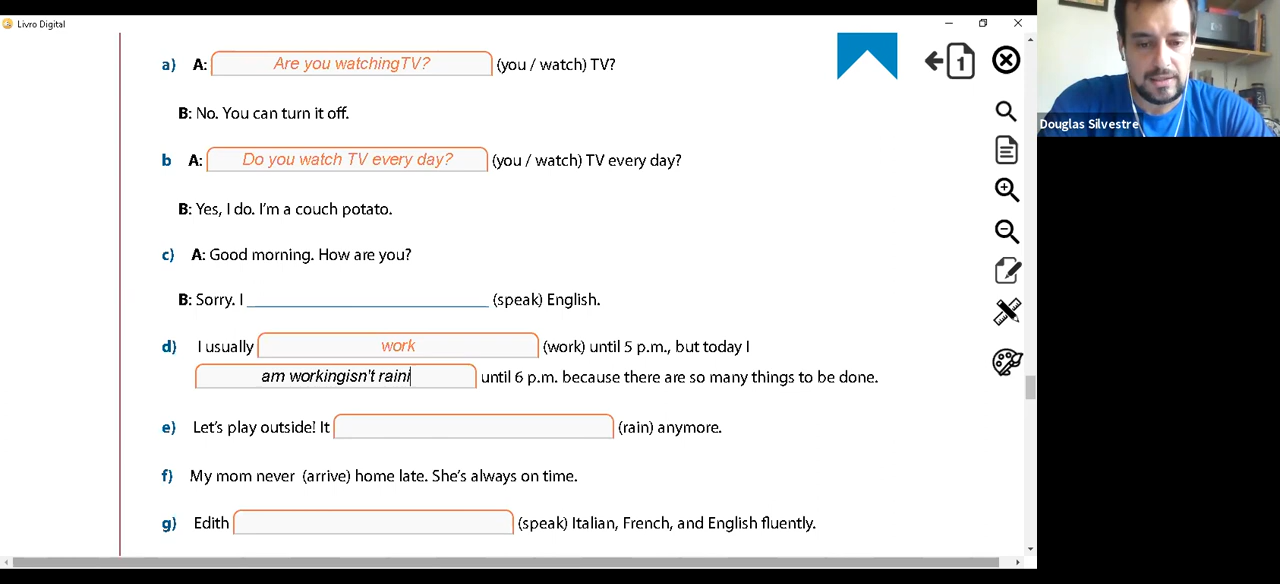 Livro Digital
a) A: Are you watchingTV? (you / watch) TV?
B: No. You can turn it off.
b A: Do you watch TV every day? (you / watch) TV every day?
B: Yes, I do. I'm a couch potato.
c) A: Good morning. How are you?
B: Sorry. I (speak) English.
d) I usually work (work) until 5 p.m., but today I
am workingisn't raini until 6 p.m. because there are so many things to be done.
e) Let's play outside! It (rain) anymore.
f) My mom never (arrive) home late. She's always on time.
g) Edith (speak) Italian, French, and English fluently.
1
Douglas Silvestre